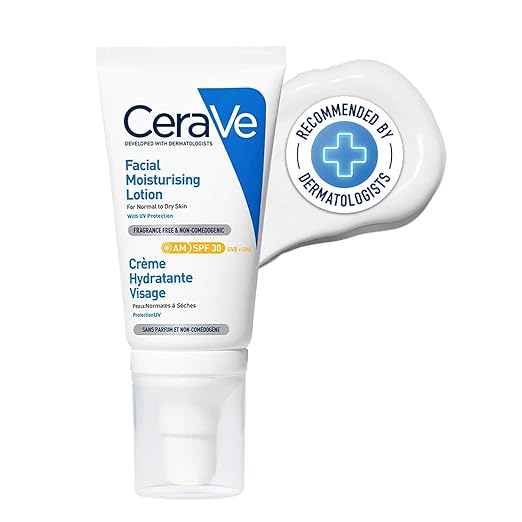 CeraVe
DEVELOPED WITH DERMATOLOGISTS
Facial
Moisturising
Lotion
For Normal to Dry Skin
With UV Protection
FRAGRANCE FREE & NON-COMEDOGENIC
AM SPF 30 UVB + UVA
Crème
Hydratante
Visage
Peaux Normales à Sèches
Protection UV
SANS PARFUM ET NON-COMÉDOGÈNE
RECOMMENDED BY
DERMATOLOGISTS